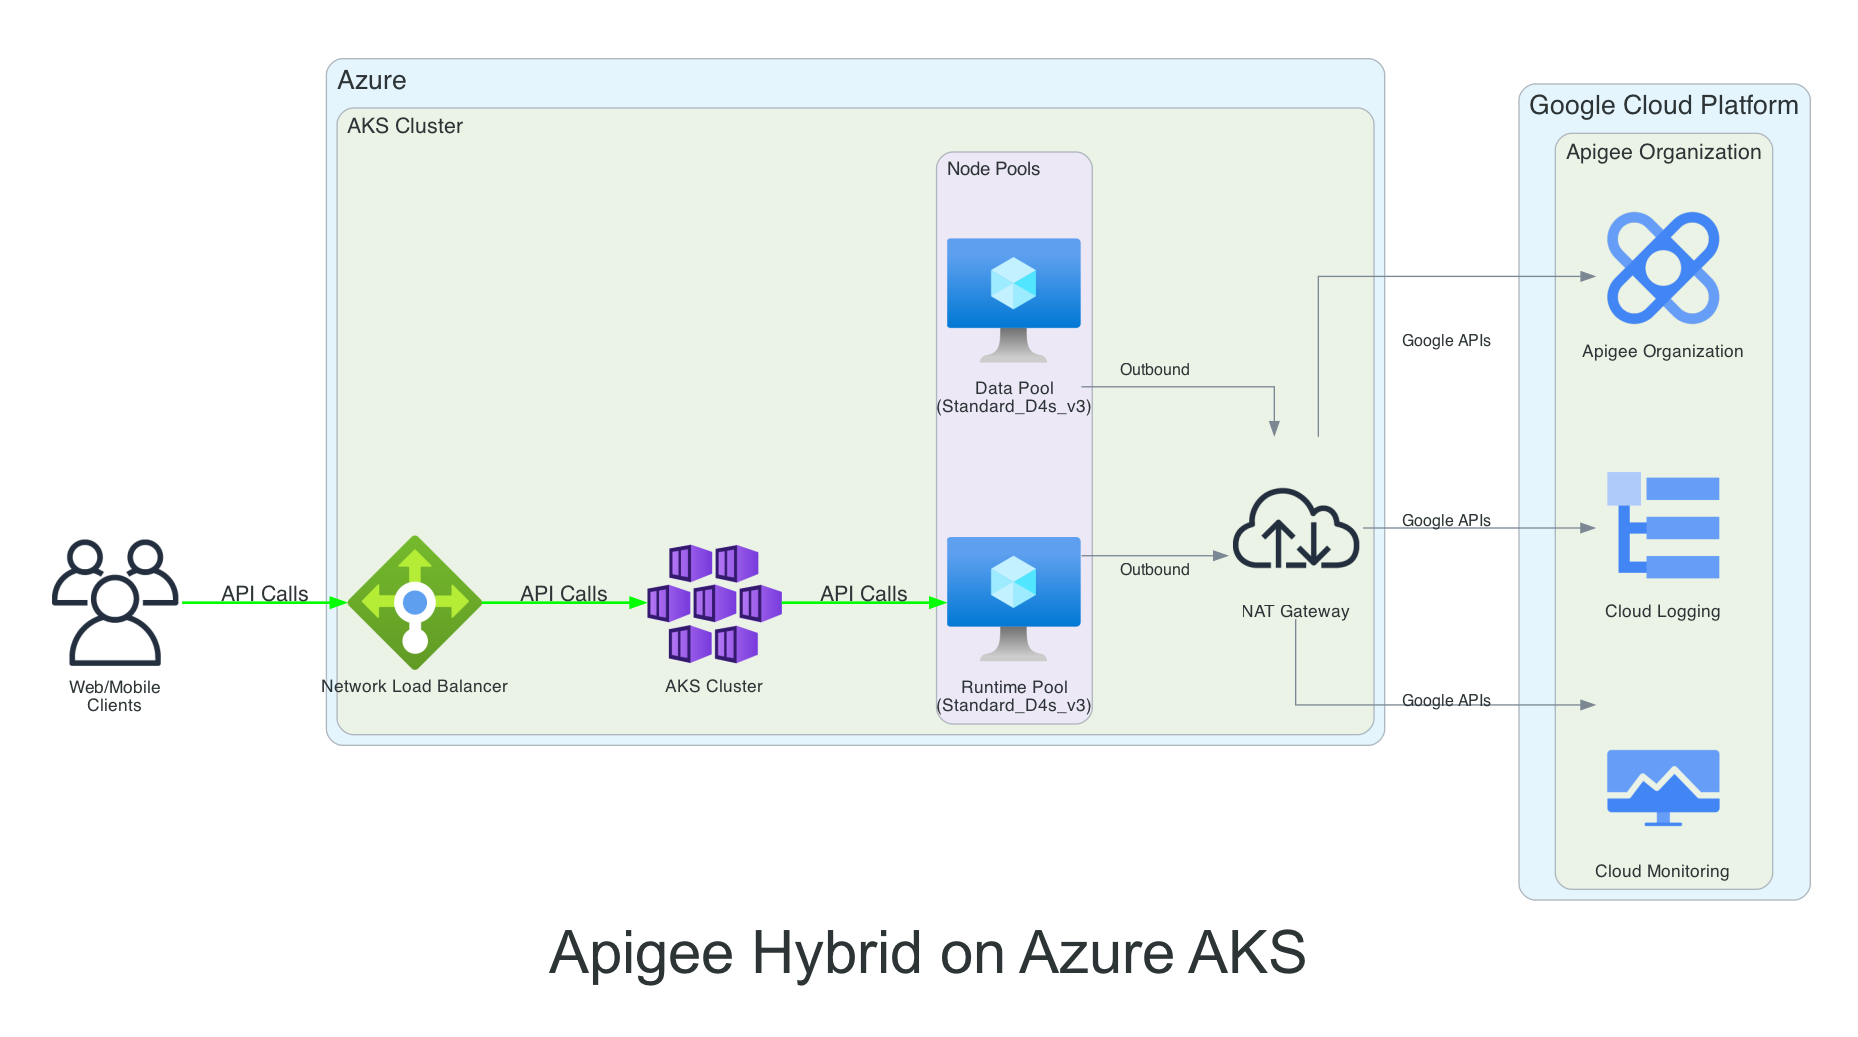 Azure
AKS Cluster
Node Pools
Data Pool
(Standard_D4s_v3)
Outbound
Google Cloud Platform
Apigee Organization
Apigee Organization
Google APIs
Google APIs
Cloud Logging
Google APIs
Cloud Monitoring
Web/Mobile
Clients
API Calls
Network Load Balancer
API Calls
AKS Cluster
API Calls
Runtime Pool
(Standard_D4s_v3)
Outbound
NAT Gateway
Apigee Hybrid on Azure AKS